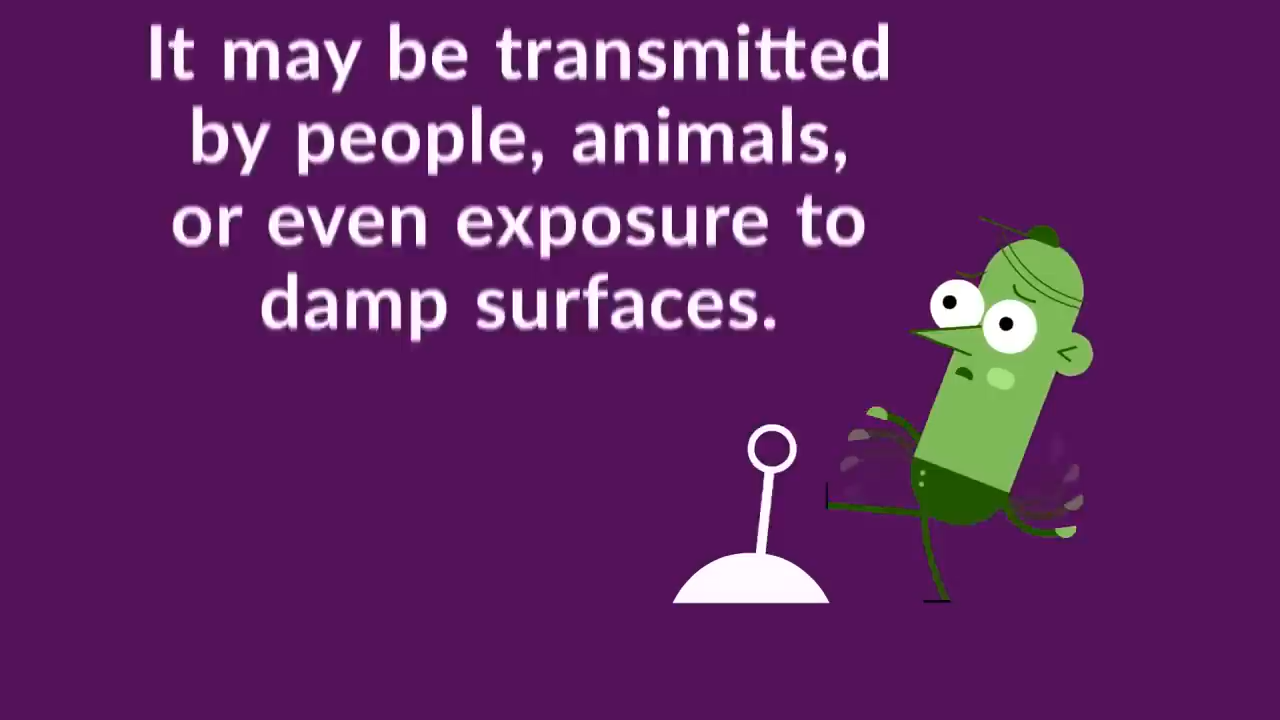 It may be transmitted
by people, animals,
or even exposure to
damp surfaces.